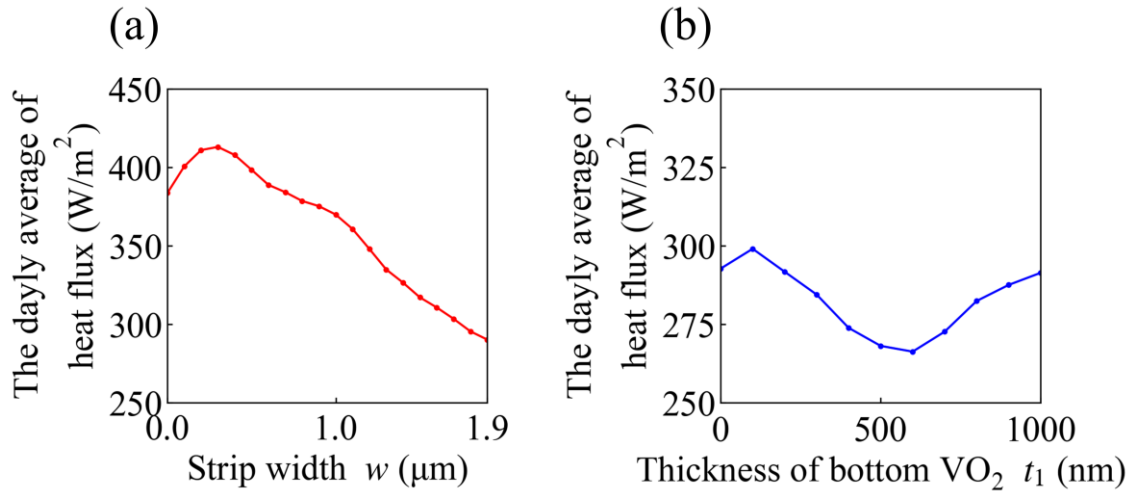 (a)
The dayly average of
heat flux (W/m²)
450
400
350
300
250
0.0
1.0
1.9
Strip width w (μm)
(b)
The dayly average of
heat flux (W/m²)
350
325
300
275
250
0
500
1000
Thickness of bottom VO₂ t₁ (nm)